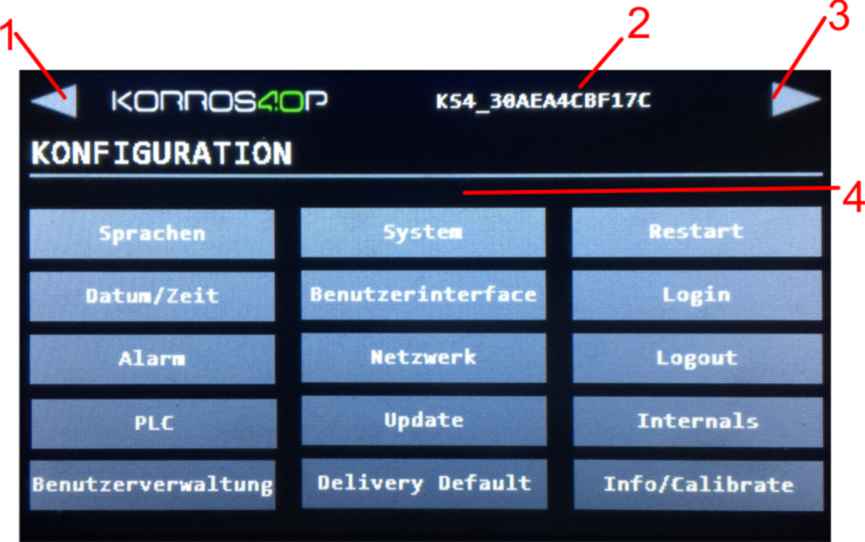 1 2 3
KORROS4.0P KS4_30AEA4CBF17C
KONFIGURATION
4
Sprachen System Restart
Datum/Zeit Benutzerinterface Login
Alarm Netzwerk Logout
PLC Update Internals
Benutzerverwaltung Delivery Default Info/Calibrate